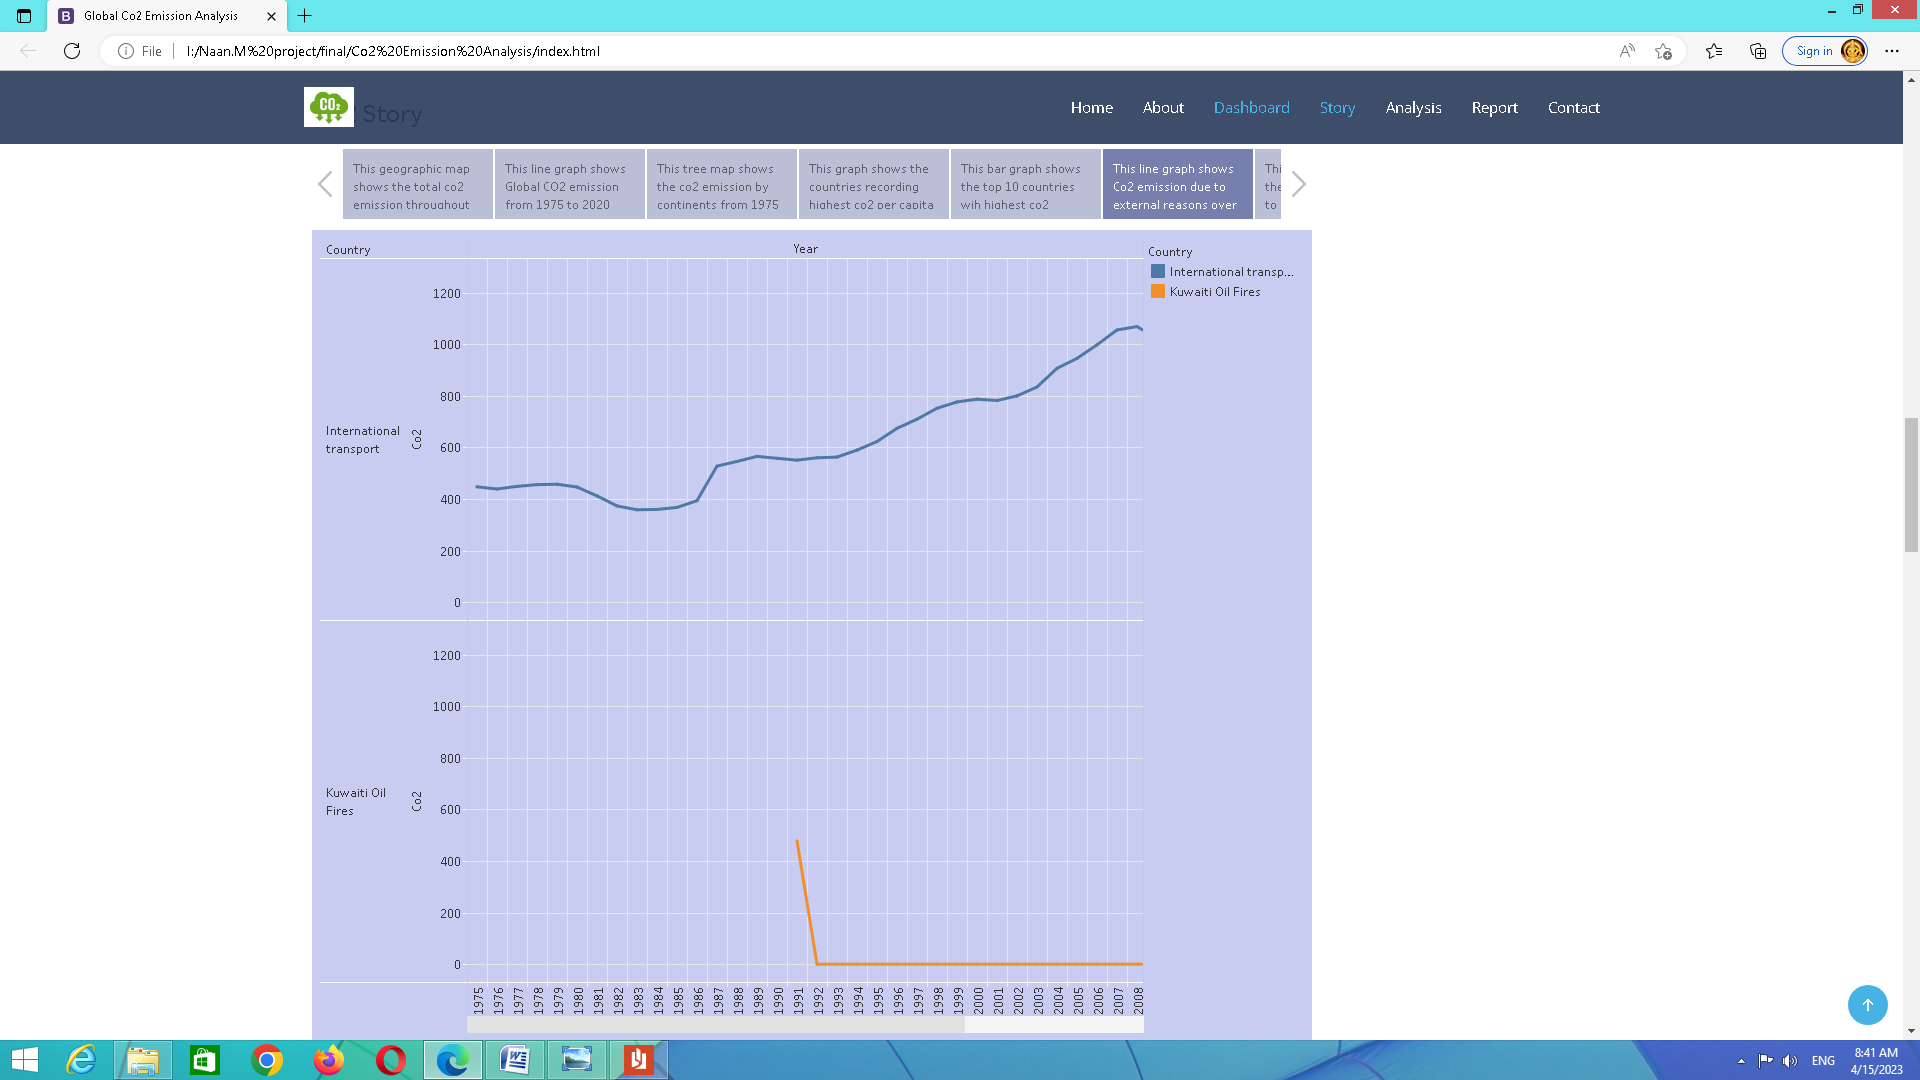 Global Co2 Emission Analysis
File
I:/Naan.M%20project/final/Co2%20Emission%20Analysis/index.html
Sign in
CO2
Story
Home
About
Dashboard
Story
Analysis
Report
Contact
This geographic map
shows the total co2
emission throughout
This line graph shows
Global CO2 emission
from 1975 to 2020
This tree map shows
the co2 emission by
continents from 1975
This graph shows the
countries recording
highest co2 per capita
This bar graph shows
the top 10 countries
wih highest co2
This line graph shows
Co2 emission due to
external reasons over
Thi
the
to
Country
Year
Country
International transp...
Kuwaiti Oil Fires
1200
1000
800
600
400
200
0
International
transport
Co2
1200
1000
800
600
400
200
0
Kuwaiti Oil
Fires
Co2
1975
1976
1977
1978
1979
1980
1981
1982
1983
1984
1985
1986
1987
1988
1989
1990
1991
1992
1993
1994
1995
1996
1997
1998
1999
2000
2001
2002
2003
2004
2005
2006
2007
2008
ENG
8:41 AM
4/15/2023